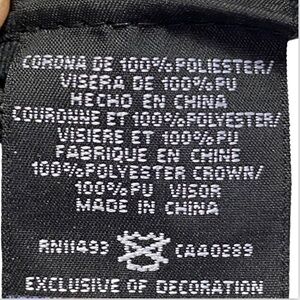 CORONA DE 100% POLIESTER/
VISERA DE 100% PU
HECHO EN CHINA
COURONNE ET 100% POLYESTER/
VISIERE ET 100% PU
FABRIQUE EN CHINE
100% POLYESTER CROWN/
100% PU VISOR
MADE IN CHINA
RN11493 CA40289
EXCLUSIVE OF DECORATION